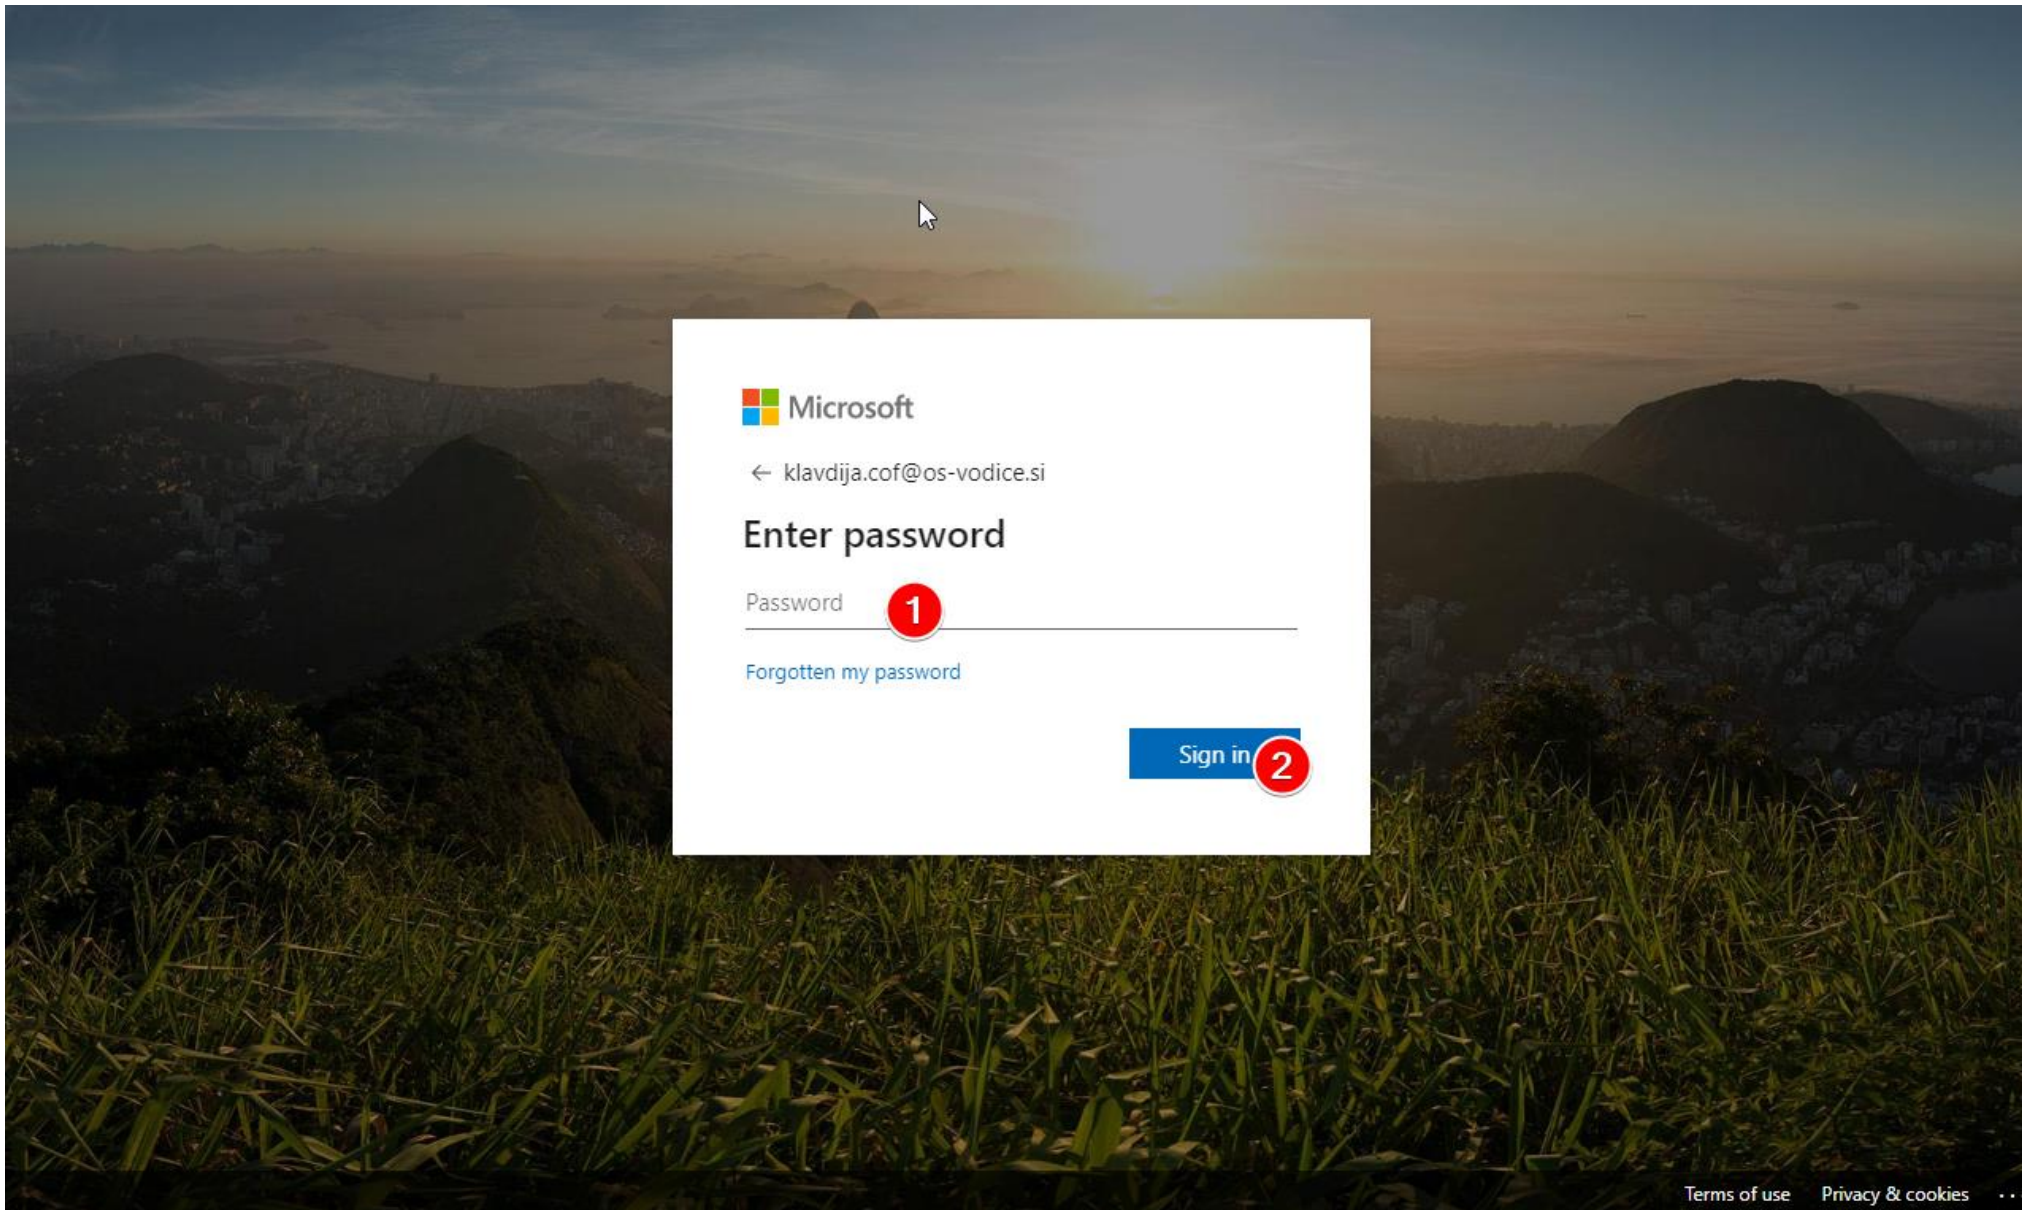 Microsoft
← klavdija.cof@os-vodice.si
Enter password
Password 1
Forgotten my password
Sign in 2
Terms of use Privacy & cookies ..